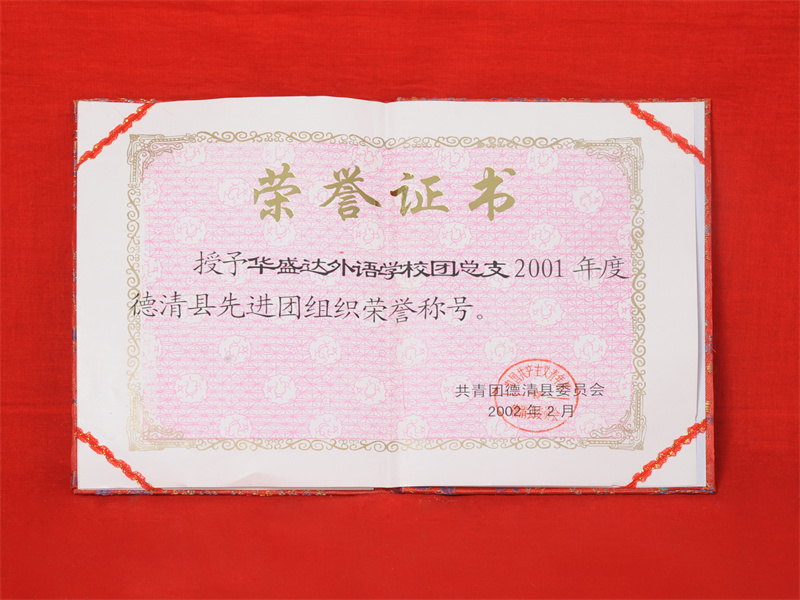 荣誉证书
授予华盛达外语学校团总支2001年度
德清县先进团组织荣誉称号。
共青团德清县委员会
2002年2月